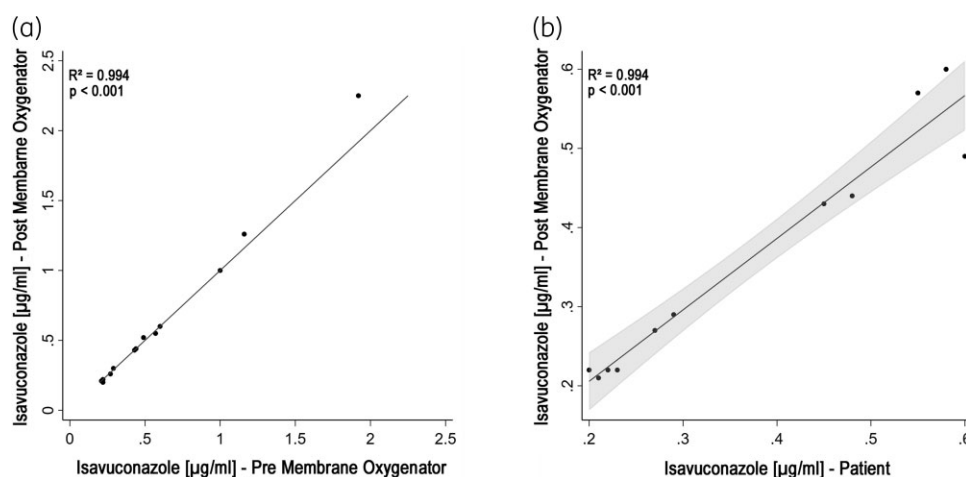 (a)
R² = 0.994
p < 0.001
Isavuconazole [µg/ml] - Post Membarne Oxygenator
2.5
2
1.5
1
.5
0
0 .5 1 1.5 2 2.5
Isavuconazole [µg/ml] - Pre Membrane Oxygenator
(b)
R² = 0.994
p < 0.001
Isavuconazole [µg/ml] - Post Membrane Oxygenator
.6
.5
.4
.3
.2
.2 .3 .4 .5 .6
Isavuconazole [µg/ml] - Patient